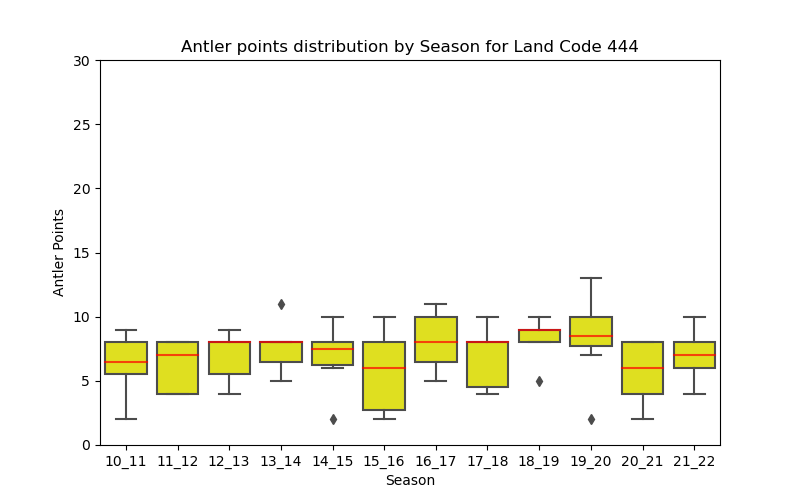 Antler points distribution by Season for Land Code 444
30
25
20
15
10
5
0
Antler Points
10_11 11_12 12_13 13_14 14_15 15_16 16_17 17_18 18_19 19_20 20_21 21_22
Season